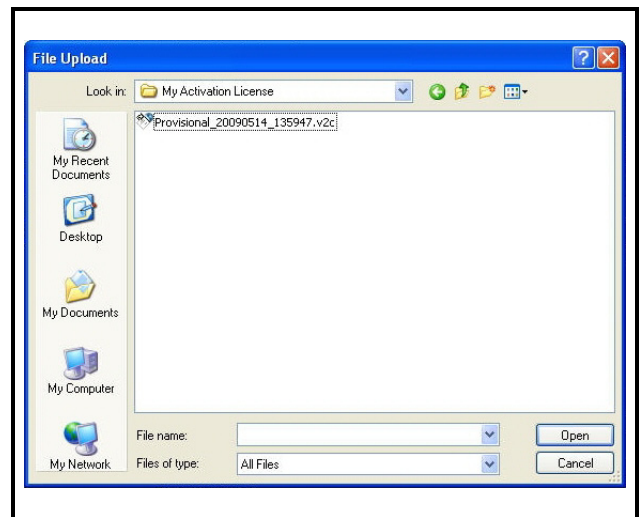 File Upload
Look in: My Activation License
Provisional_20090514_135947.v2c
My Recent
Documents
Desktop
My Documents
My Computer
My Network
File name:
Open
Files of type: All Files
Cancel